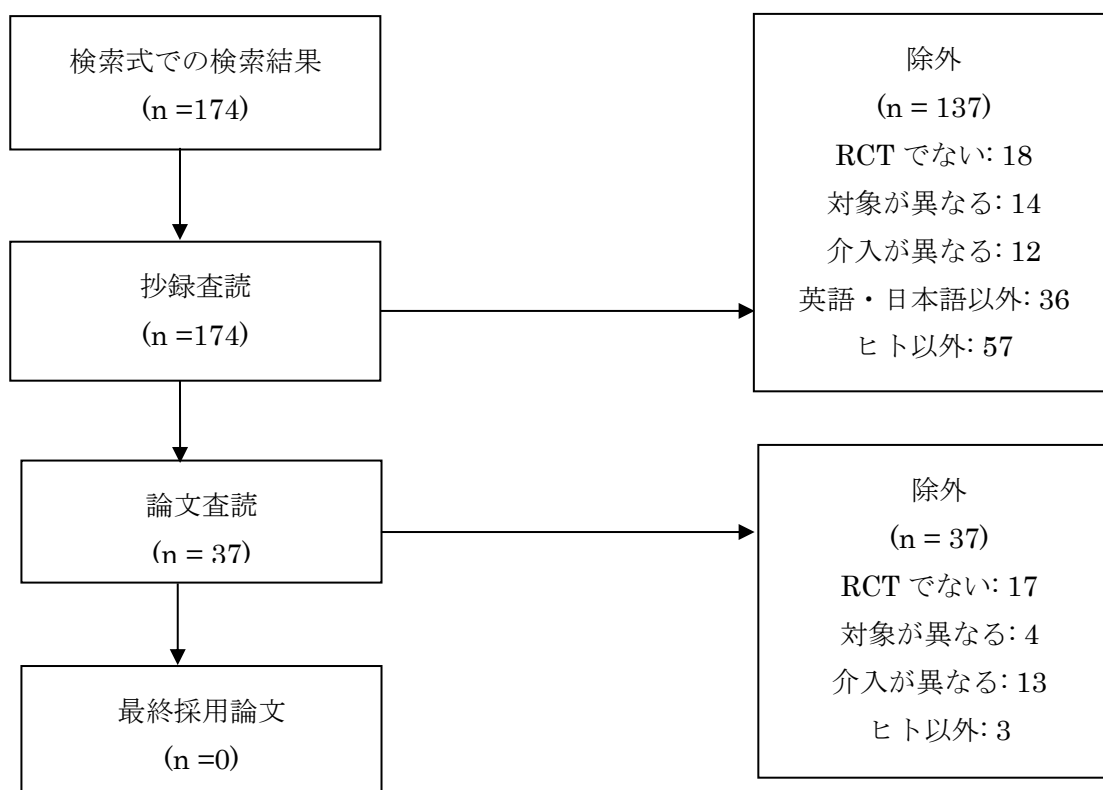 検索式での検索結果
(n =174)
除外
(n = 137)
RCT でない: 18
対象が異なる: 14
介入が異なる: 12
英語・日本語以外: 36
ヒト以外: 57
抄録査読
(n =174)
論文査読
(n = 37)
除外
(n = 37)
RCT でない: 17
対象が異なる: 4
介入が異なる: 13
ヒト以外: 3
最終採用論文
(n =0)